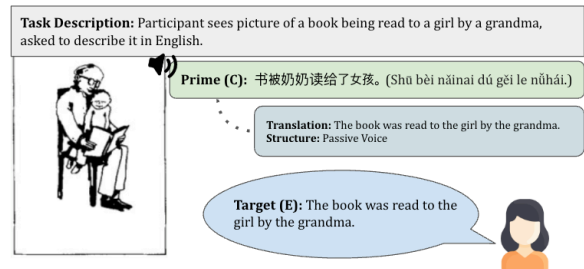 Task Description: Participant sees picture of a book being read to a girl by a grandma,
asked to describe it in English.
Prime (C): 书被奶奶读给了女孩。(Shū bèi nǎinai dú gěi le nǚhái.)
Translation: The book was read to the girl by the grandma.
Structure: Passive Voice
Target (E): The book was read to the
girl by the grandma.